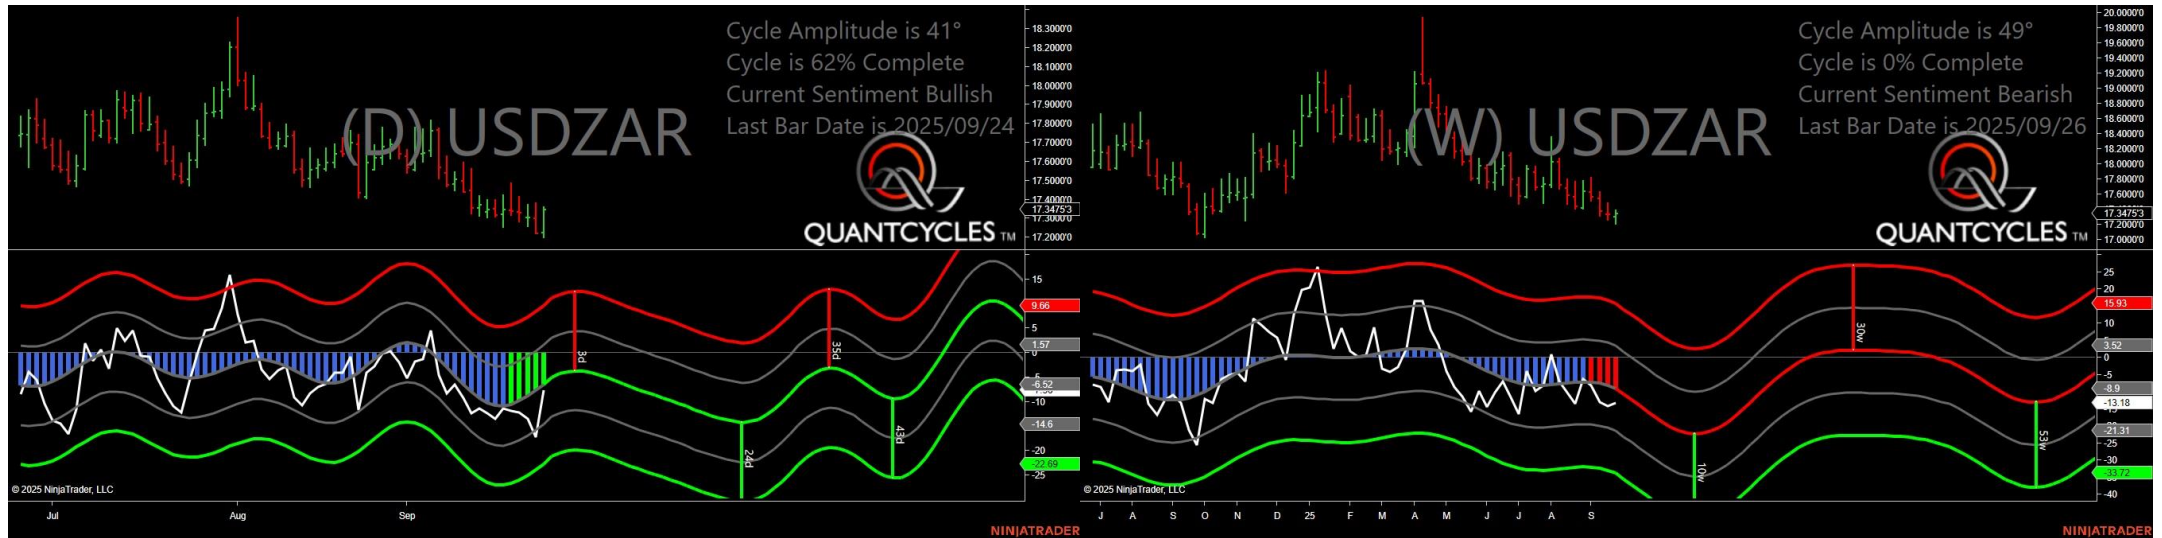 Cycle Amplitude is 41°
Cycle is 62% Complete
Current Sentiment Bullish
Last Bar Date is 2025/09/24
(D) USDZAR
QUANTCYCLES TM
18.3000'0
18.2000'0
18.1000'0
17.9000'0
17.8000'0
17.7000'0
17.6000'0
17.5000'0
17.4000'0
17.3475'3
17.3000'0
17.2000'0
15
9.66
5
1.57
0
-6.52
-10
-14.6
-20
-22.69
-25
3d
24d
35d
43d
© 2025 NinjaTrader, LLC
Jul
Aug
Sep
NINJATRADER
Cycle Amplitude is 49°
Cycle is 0% Complete
Current Sentiment Bearish
Last Bar Date is 2025/09/26
(W) USDZAR
QUANTCYCLES TM
20.0000'0
19.8000'0
19.6000'0
19.4000'0
19.2000'0
18.8000'0
18.6000'0
18.4000'0
18.2000'0
18.0000'0
17.8000'0
17.6000'0
17.3475'3
17.2000'0
17.0000'0
25
20
15.93
10
3.52
0
-5
-8.9
-13.18
-21.31
-25
-30
-33.72
-40
10w
30w
53w
© 2025 NinjaTrader, LLC
J A S O N D 25 F M A M J J A S
NINJATRADER